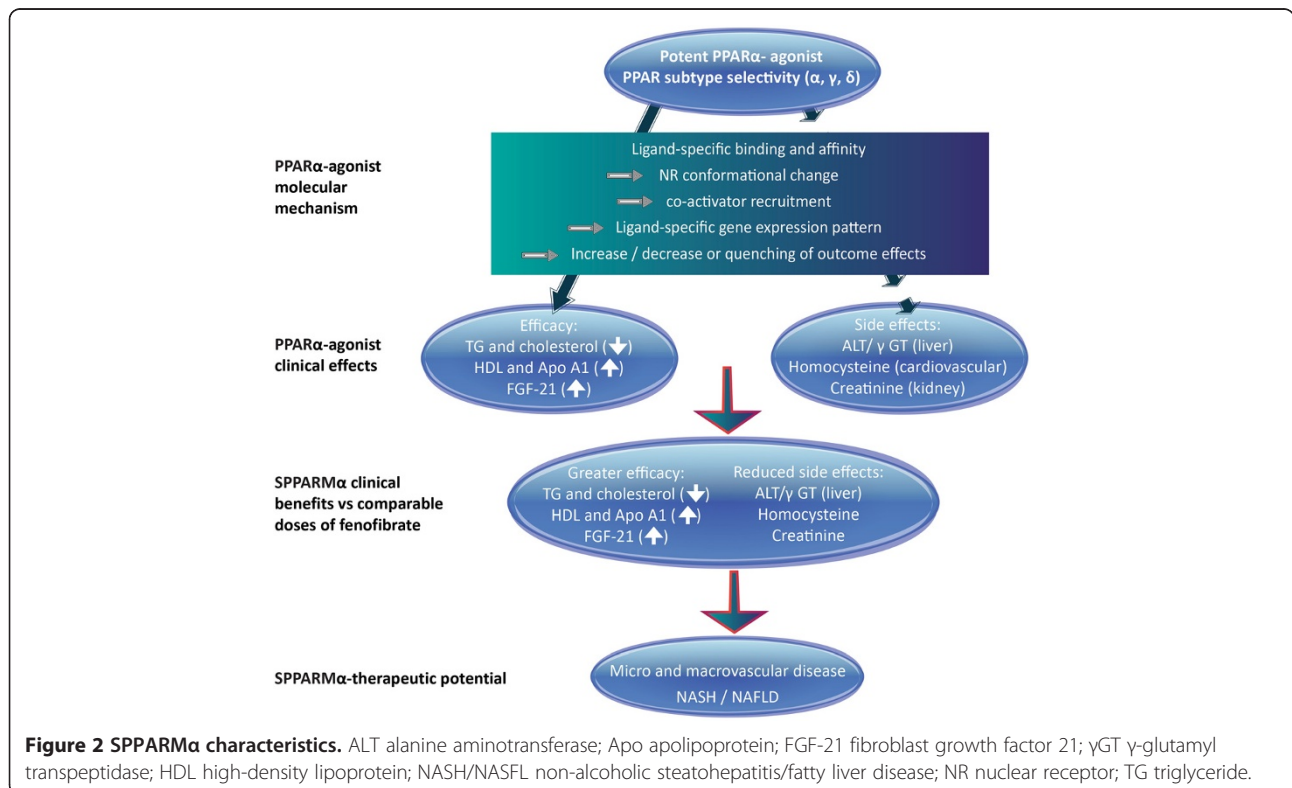 Potent PPARα- agonist
PPAR subtype selectivity (α, γ, δ)
PPARα-agonist
molecular
mechanism
Ligand-specific binding and affinity
NR conformational change
co-activator recruitment
Ligand-specific gene expression pattern
Increase / decrease or quenching of outcome effects
PPARα-agonist
clinical effects
Efficacy:
TG and cholesterol (↓)
HDL and Apo A1 (↑)
FGF-21 (↑)
Side effects:
ALT/ γ GT (liver)
Homocysteine (cardiovascular)
Creatinine (kidney)
SPPARMα clinical
benefits vs comparable
doses of fenofibrate
Greater efficacy:
TG and cholesterol (↓)
HDL and Apo A1 (↑)
FGF-21 (↑)
Reduced side effects:
ALT/γ GT (liver)
Homocysteine
Creatinine
SPPARMα-therapeutic potential
Micro and macrovascular disease
NASH / NAFLD
Figure 2 SPPARMα characteristics. ALT alanine aminotransferase; Apo apolipoprotein; FGF-21 fibroblast growth factor 21; γGT γ-glutamyl
transpeptidase; HDL high-density lipoprotein; NASH/NASFL non-alcoholic steatohepatitis/fatty liver disease; NR nuclear receptor; TG triglyceride.